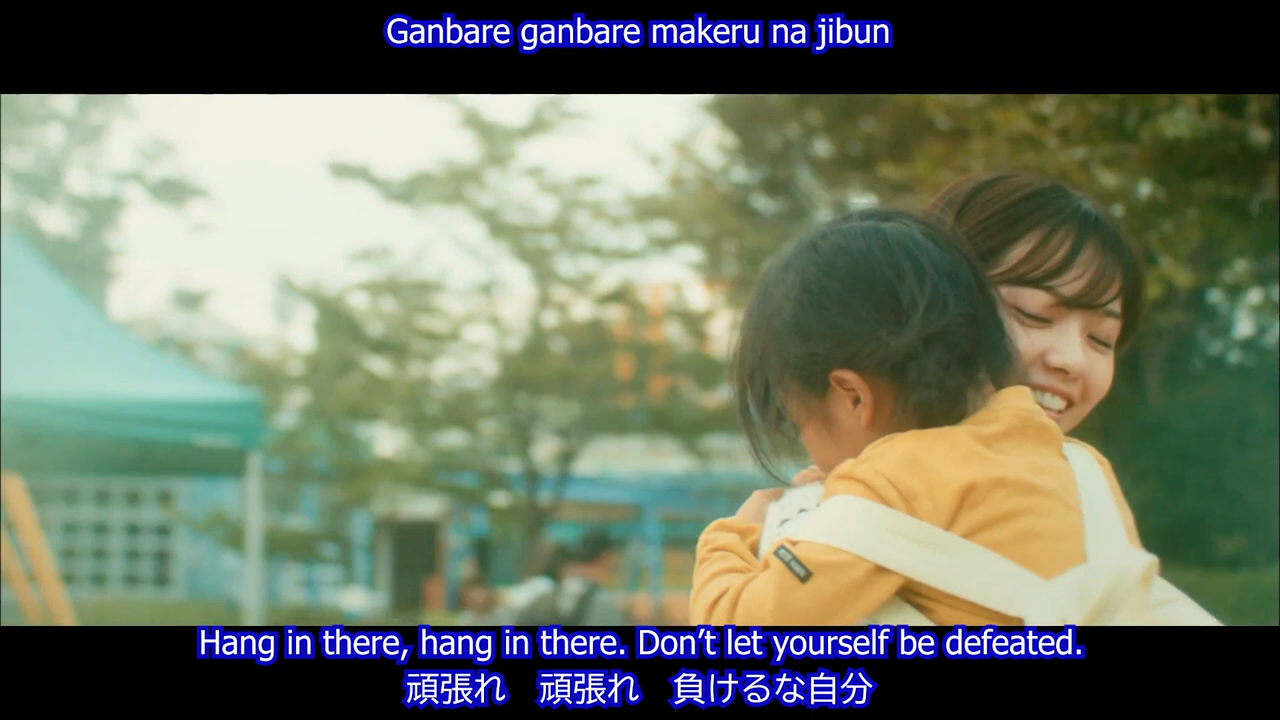 Ganbare ganbare makeru na jibun
Hang in there, hang in there. Don't let yourself be defeated.
頑張れ　頑張れ　負けるな自分